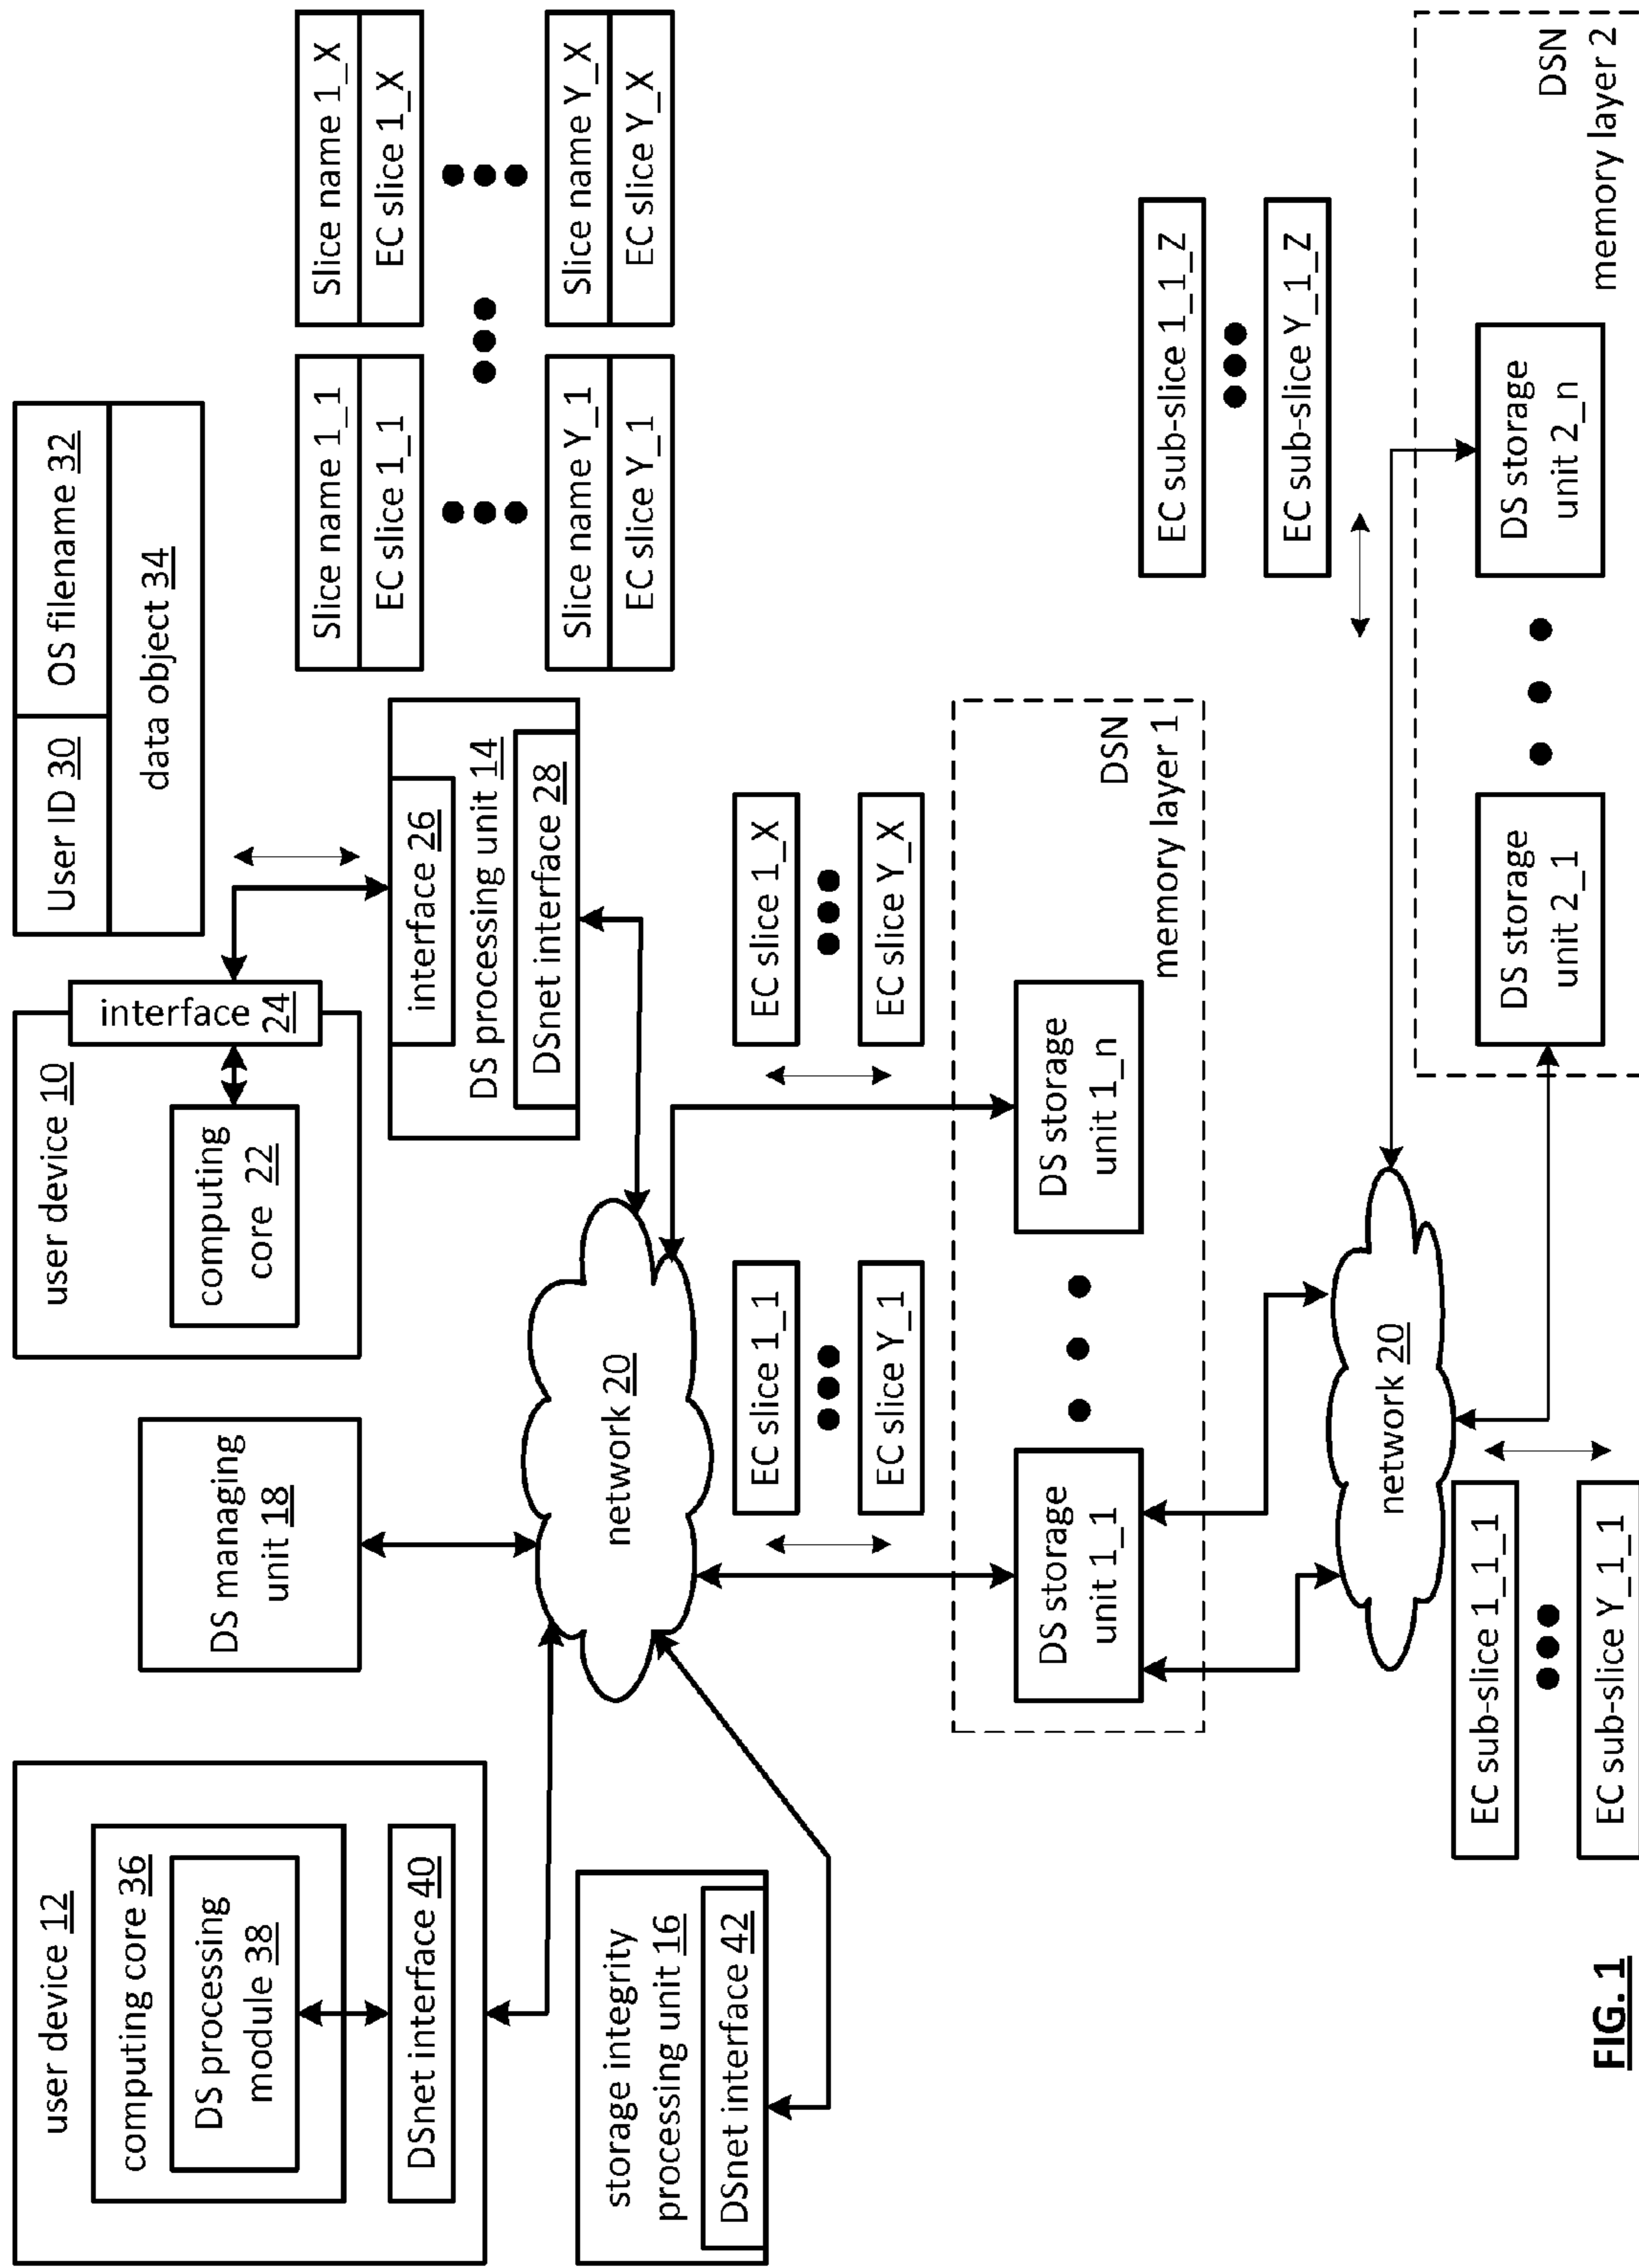 user device 12
computing core 36
DS processing
module 38
DSnet interface 40
DS managing
unit 18
user device 10
computing
core 22
interface 24
User ID 30
OS filename 32
data object 34
interface 26
DS processing unit 14
DSnet interface 28
Slice name 1_1
EC slice 1_1
Slice name 1_X
EC slice 1_X
Slice name Y_1
EC slice Y_1
Slice name Y_X
EC slice Y_X
storage integrity
processing unit 16
DSnet interface 42
network 20
EC slice 1_1
EC slice Y_1
EC slice 1_X
EC slice Y_X
DS storage
unit 1_1
DS storage
unit 1_n
DSN
memory layer 1
network 20
EC sub-slice 1_1_Z
EC sub-slice Y_1_Z
EC sub-slice 1_1_1
EC sub-slice Y_1_1
DS storage
unit 2_1
DS storage
unit 2_n
DSN
memory layer 2
FIG. 1